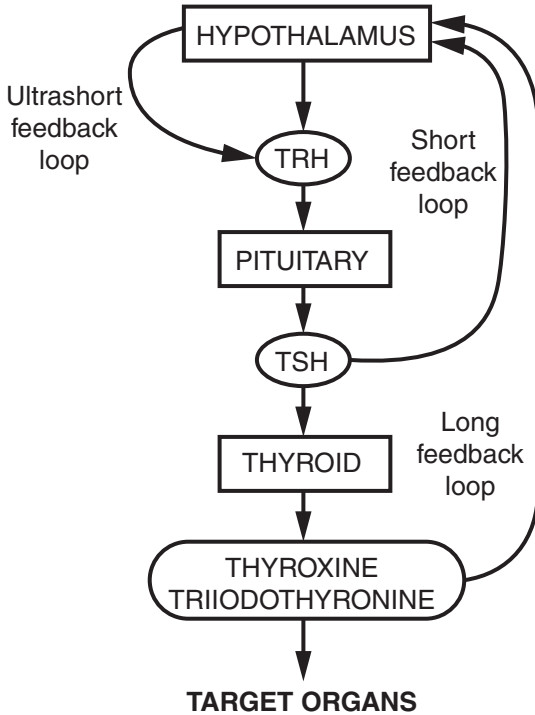 HYPOTHALAMUS
Ultrashort
feedback
loop
TRH
Short
feedback
loop
PITUITARY
TSH
THYROID
Long
feedback
loop
THYROXINE
TRIIODOTHYRONINE
TARGET ORGANS